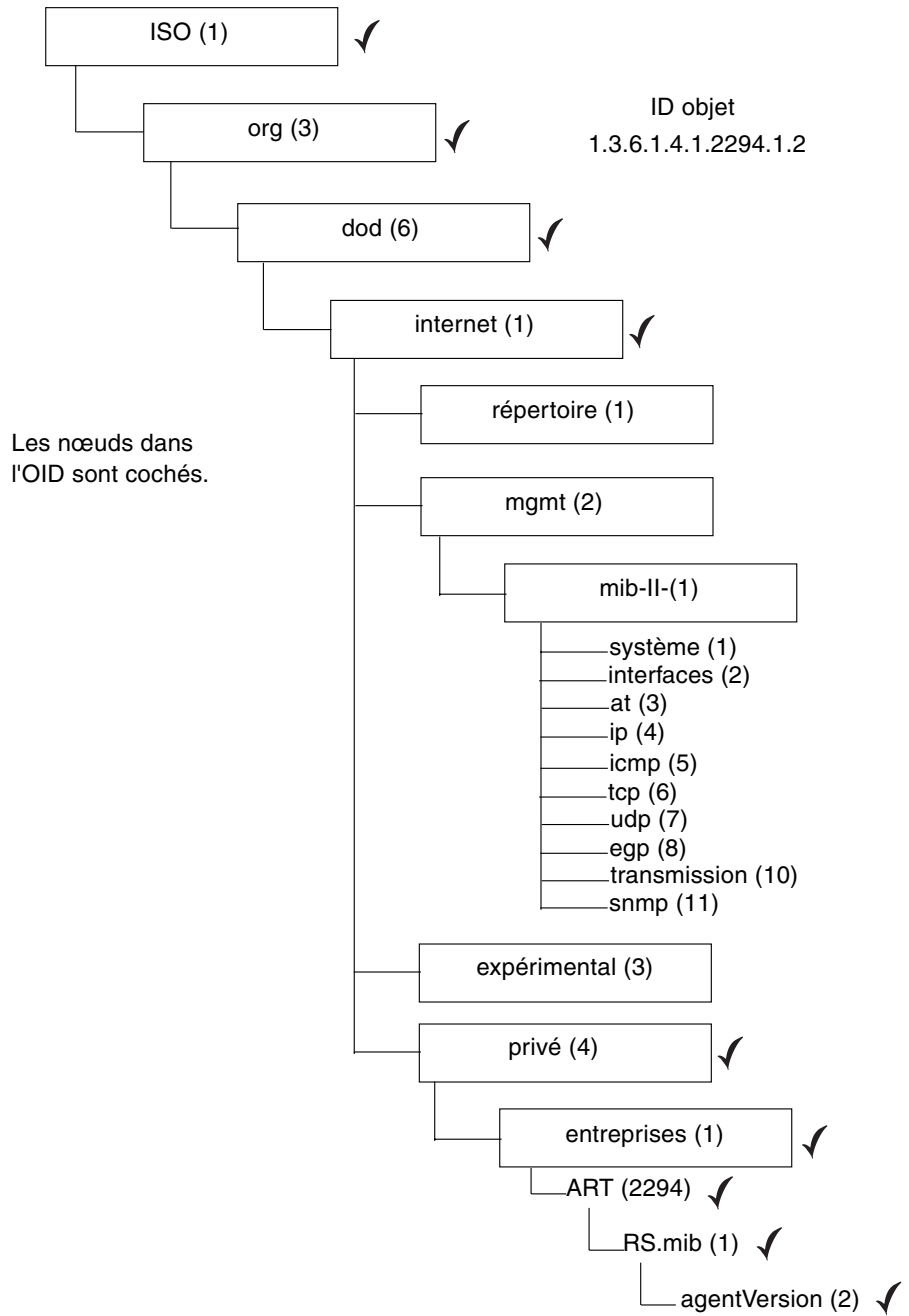 ISO (1)
org (3)
ID objet
1.3.6.1.4.1.2294.1.2
dod (6)
internet (1)
répertoire (1)
Les nœuds dans
l'OID sont cochés.
mgmt (2)
mib-II-(1)
système (1)
interfaces (2)
at (3)
ip (4)
icmp (5)
tcp (6)
udp (7)
egp (8)
transmission (10)
snmp (11)
expérimental (3)
privé (4)
entreprises (1)
ART (2294)
RS.mib (1)
agentVersion (2)